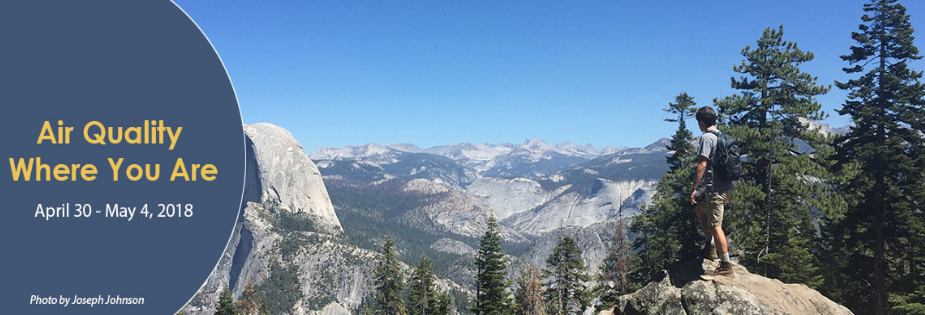 Air Quality
Where You Are
April 30 - May 4, 2018
Photo by Joseph Johnson